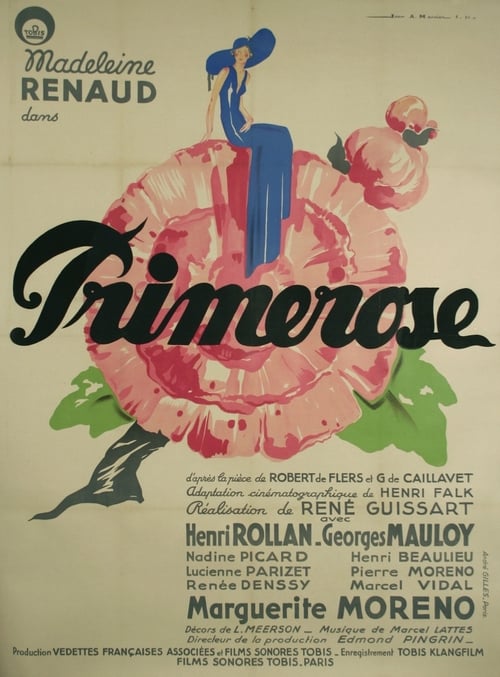 TOBIS
Madeleine
RENAUD
dans
Primerose
d'après la pièce de ROBERT de FLERS et G de CAILLAVET
Adaptation cinématographique de HENRI FALK
Réalisation de RENÉ GUISSART
avec
Henri ROLLAN _ Georges MAULOY
Nadine PICARD Henri BEAULIEU
Lucienne PARIZET Pierre MORENO
Renée DENSSY Marcel VIDAL
Marguerite MORENO
Décors de L. MEERSON _ Musique de Marcel LATTES
Directeur de la production Edmond PINGRIN _
Production VEDETTES FRANÇAISES ASSOCIÉES et FILMS SONORES TOBIS _ Enregistrement TOBIS KLANGFILM
FILMS SONORES TOBIS. PARIS
André GILLES. Paris